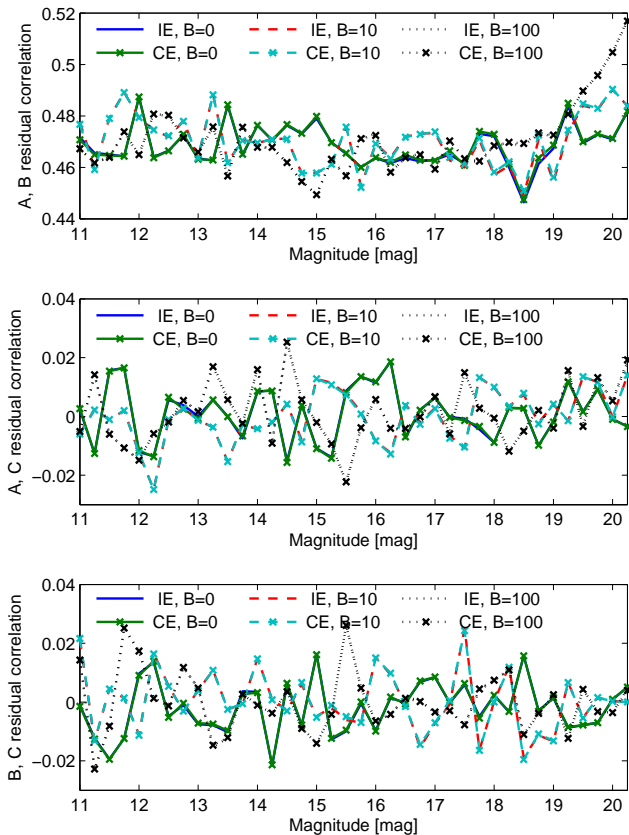 0.52
0.5
0.48
0.46
0.44
A, B residual correlation
IE, B=0 IE, B=10 IE, B=100
CE, B=0 CE, B=10 CE, B=100
11 12 13 14 15 16 17 18 19 20
Magnitude [mag]
0.04
0.02
0
−0.02
A, C residual correlation
IE, B=0 IE, B=10 IE, B=100
CE, B=0 CE, B=10 CE, B=100
11 12 13 14 15 16 17 18 19 20
Magnitude [mag]
0.04
0.02
0
−0.02
B, C residual correlation
IE, B=0 IE, B=10 IE, B=100
CE, B=0 CE, B=10 CE, B=100
11 12 13 14 15 16 17 18 19 20
Magnitude [mag]